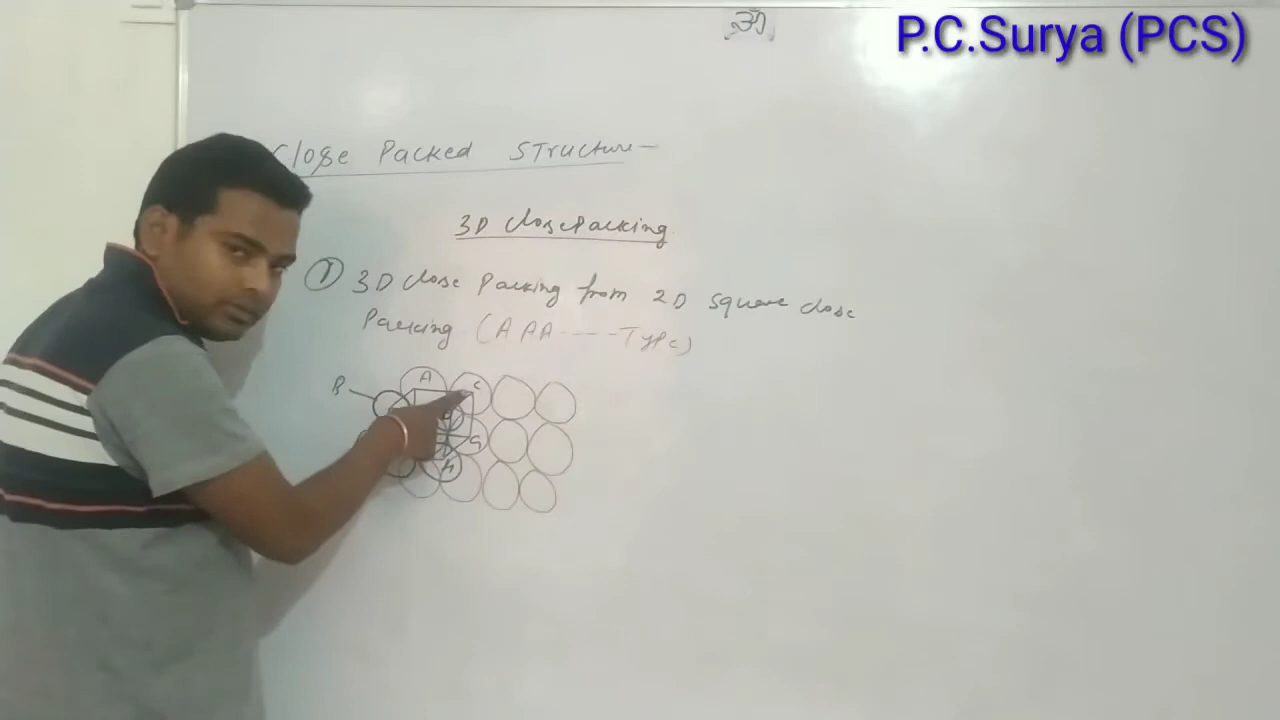 ॐ
P.C.Surya (PCS)
Close Packed Structure-
3D close Packing
① 3D close Packing from 2D square close
Packing (AAA----Type)
B
A
C
G
H